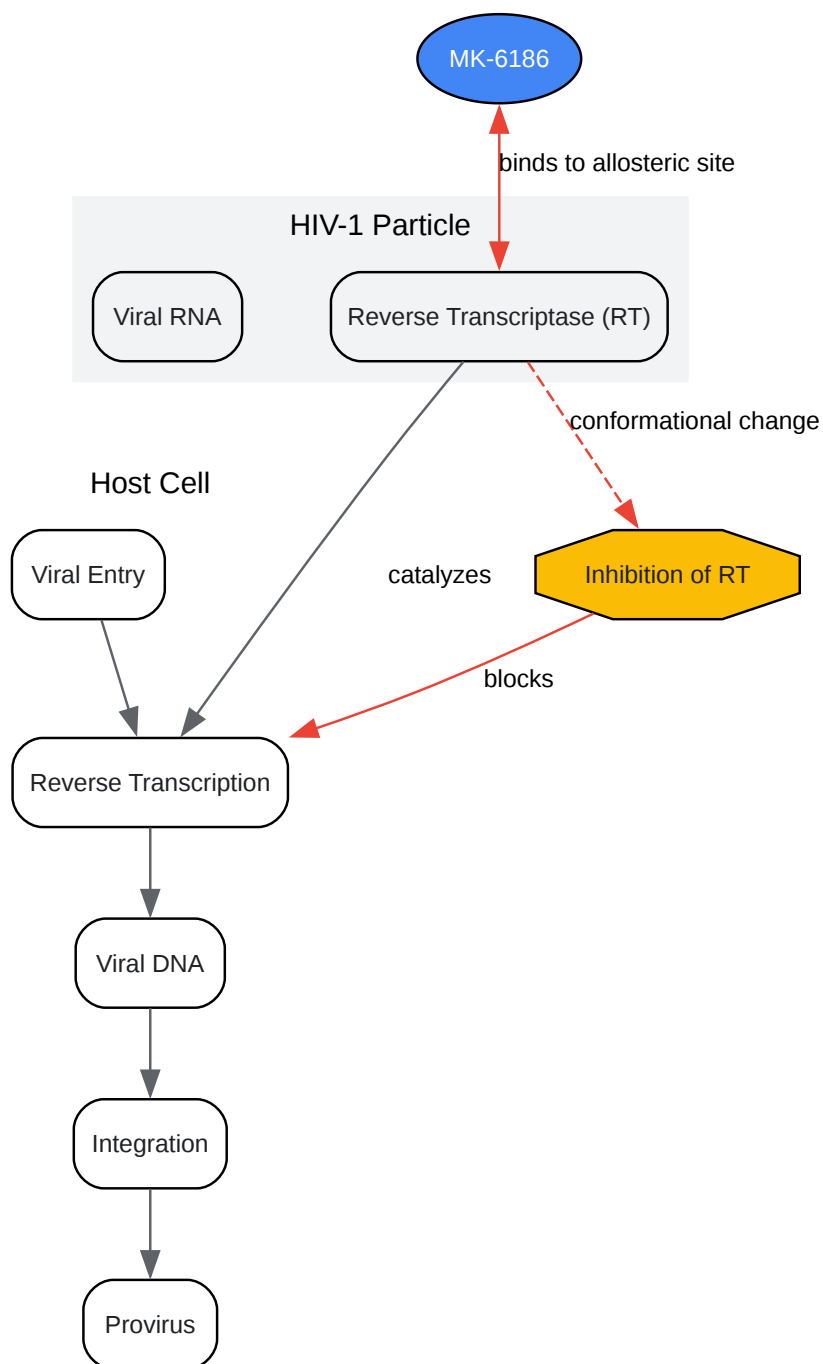 MK-6186
binds to allosteric site
HIV-1 Particle
Viral RNA
Reverse Transcriptase (RT)
conformational change
Host Cell
Viral Entry
catalyzes
Inhibition of RT
blocks
Reverse Transcription
Viral DNA
Integration
Provirus